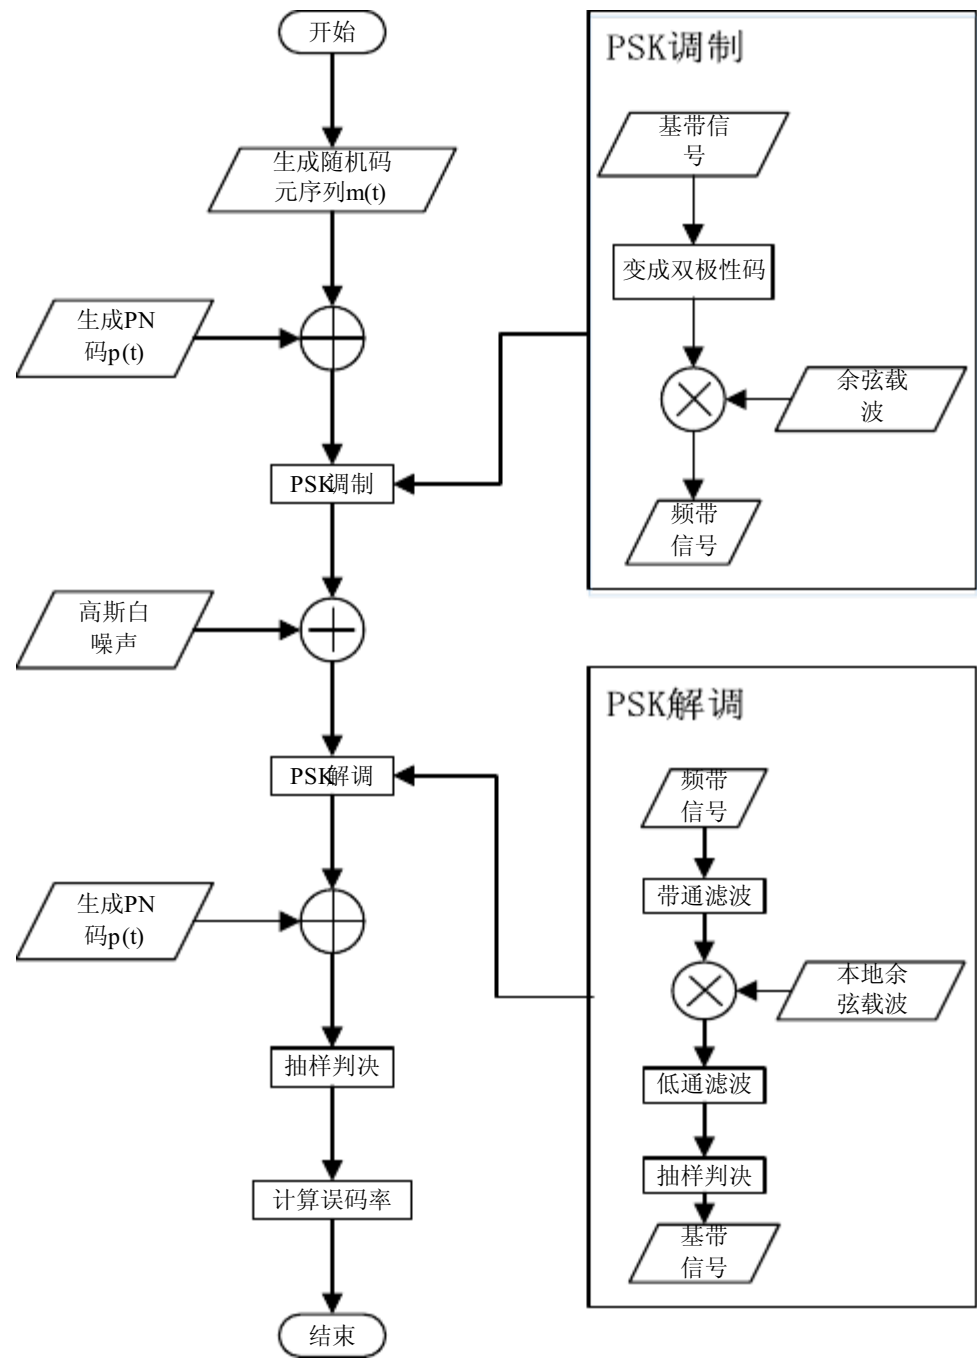 开始
生成随机码
元序列m(t)
生成PN
码p(t)
PSK调制
高斯白
噪声
PSK解调
生成PN
码p(t)
抽样判决
计算误码率
结束
PSK调制
基带信
号
变成双极性码
余弦载
波
频带
信号
PSK解调
频带
信号
带通滤波
本地余
弦载波
低通滤波
抽样判决
基带
信号